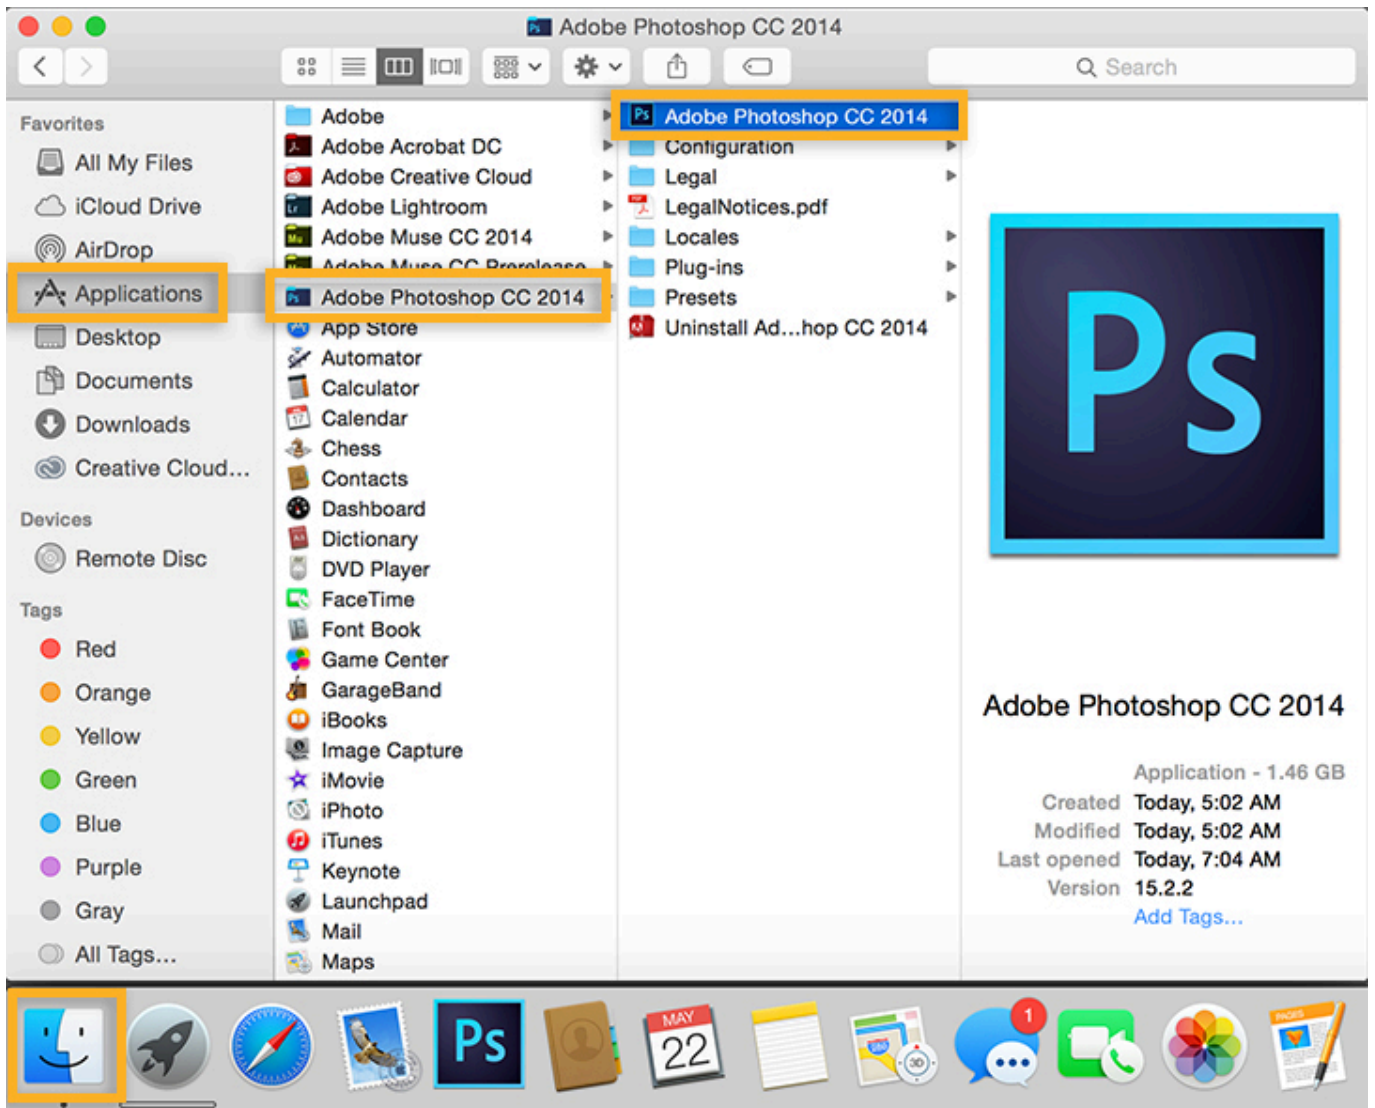 Adobe Photoshop CC 2014
Search
Favorites
All My Files
iCloud Drive
AirDrop
Applications
Desktop
Documents
Downloads
Creative Cloud...
Devices
Remote Disc
Tags
Red
Orange
Yellow
Green
Blue
Purple
Gray
All Tags...
Adobe
Adobe Acrobat DC
Adobe Creative Cloud
Adobe Lightroom
Adobe Muse CC 2014
Adobe Muse CC Prerelease
Adobe Photoshop CC 2014
App Store
Automator
Calculator
Calendar
Chess
Contacts
Dashboard
Dictionary
DVD Player
FaceTime
Font Book
Game Center
GarageBand
iBooks
Image Capture
iMovie
iPhoto
iTunes
Keynote
Launchpad
Mail
Maps
Adobe Photoshop CC 2014
Configuration
Legal
LegalNotices.pdf
Locales
Plug-ins
Presets
Uninstall Ad...hop CC 2014
Ps
Adobe Photoshop CC 2014
Application - 1.46 GB
Created Today, 5:02 AM
Modified Today, 5:02 AM
Last opened Today, 7:04 AM
Version 15.2.2
Add Tags...
Ps
MAY
22
3D
1
PAGES